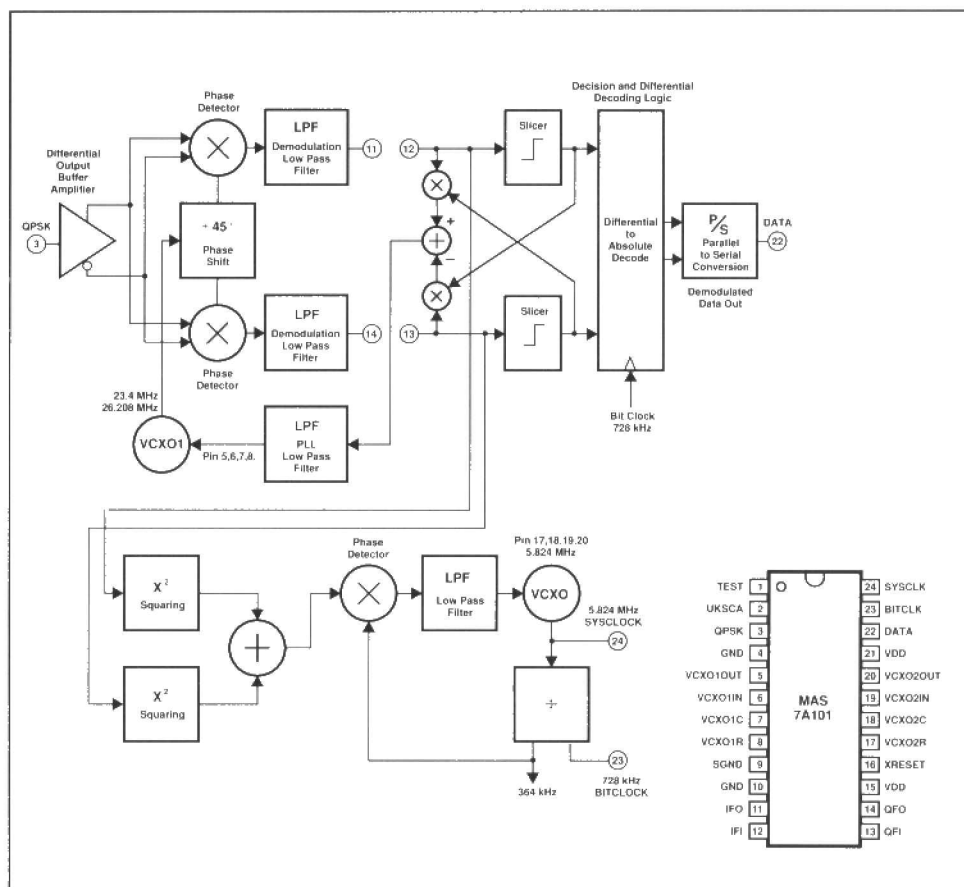 Differential
Output
Buffer
Amplifier
QPSK
3
Phase
Detector
LPF
Demodulation
Low Pass
Filter
11
12
Slicer
Decision and Differential
Decoding Logic
+ 45 °
Phase
Shift
+
+
−
Differential
to
Absolute
Decode
P/S
Parallel
to Serial
Conversion
DATA
22
Demodulated
Data Out
LPF
Demodulation
Low Pass
Filter
14
13
Slicer
Phase
Detector
Bit Clock
728 kHz
23.4 MHz
26.208 MHz
VCXO1
Pin 5,6,7,8.
LPF
PLL
Low Pass
Filter
X²
Squaring
X²
Squaring
+
Phase
Detector
LPF
Low Pass
Filter
Pin 17,18.19.20
5.824 MHz
VCXO
5.824 MHz
SYSCLOCK
24
÷
23
728 kHz
BITCLOCK
364 kHz
MAS
7A101
TEST 1
UKSCA 2
QPSK 3
GND 4
VCXO1OUT 5
VCXO1IN 6
VCXO1C 7
VCXO1R 8
SGND 9
GND 10
IFO 11
IFI 12
24 SYSCLK
23 BITCLK
22 DATA
21 VDD
20 VCXO2OUT
19 VCXO2IN
18 VCXO2C
17 VCXO2R
16 XRESET
15 VDD
14 QFO
13 QFI